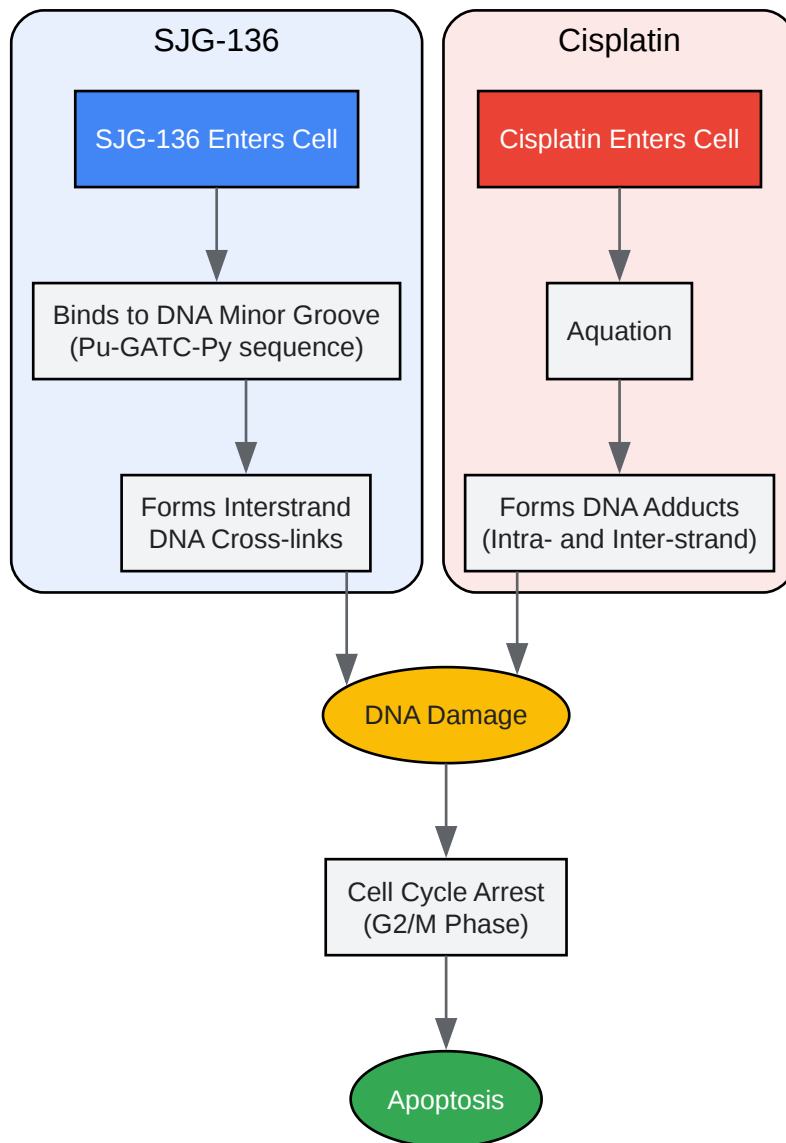 SJG-136
SJG-136 Enters Cell
Binds to DNA Minor Groove
(Pu-GATC-Py sequence)
Forms Interstrand
DNA Cross-links
Cisplatin
Cisplatin Enters Cell
Aquation
Forms DNA Adducts
(Intra- and Inter-strand)
DNA Damage
Cell Cycle Arrest
(G2/M Phase)
Apoptosis